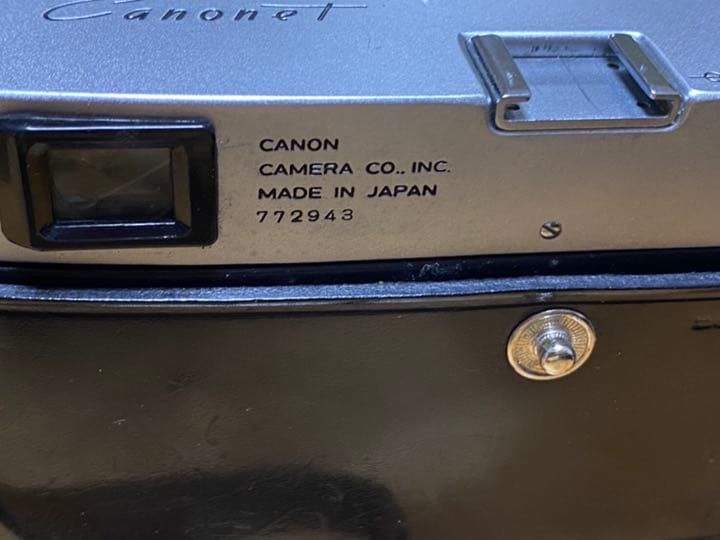 Canonet
CANON
CAMERA CO., INC.
MADE IN JAPAN
772943